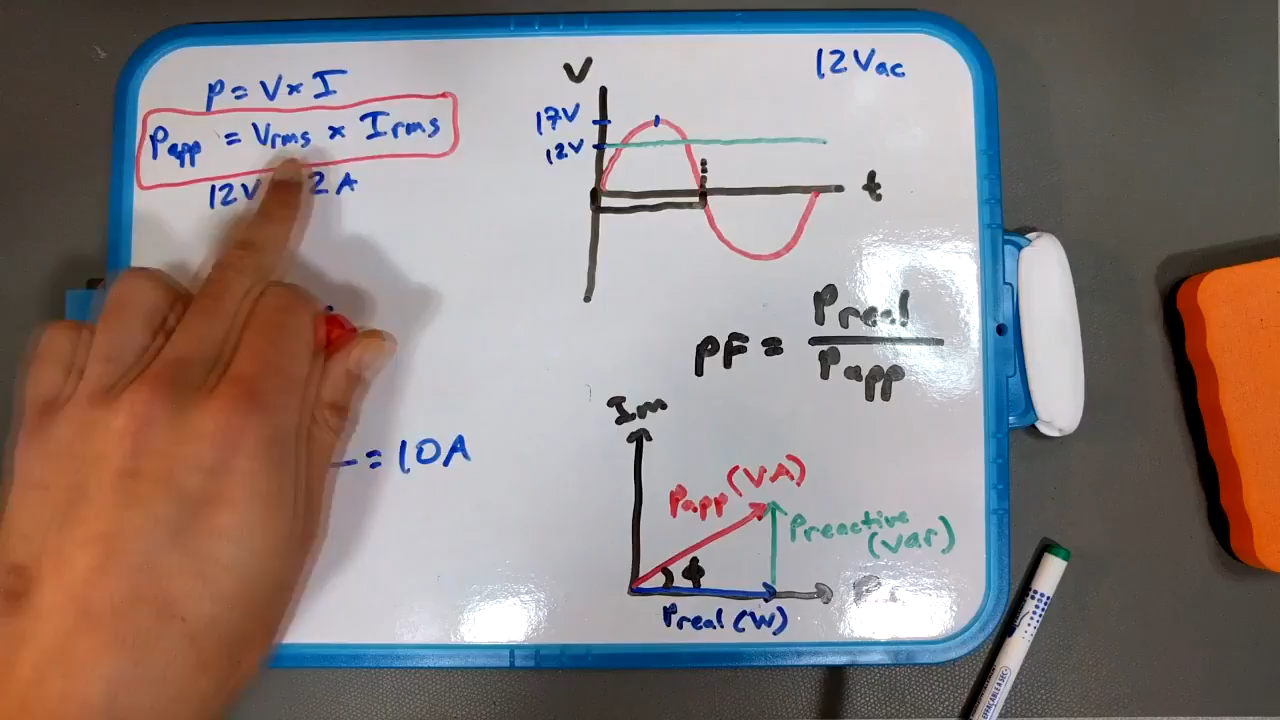 P = V x I
Papp = Vrms x Irms
12V 2A
= 10A
12Vac
V
17V
12V
t
PF = Preal
Papp
Im
Papp (VA)
Preactive
(var)
ϕ
Preal (W)